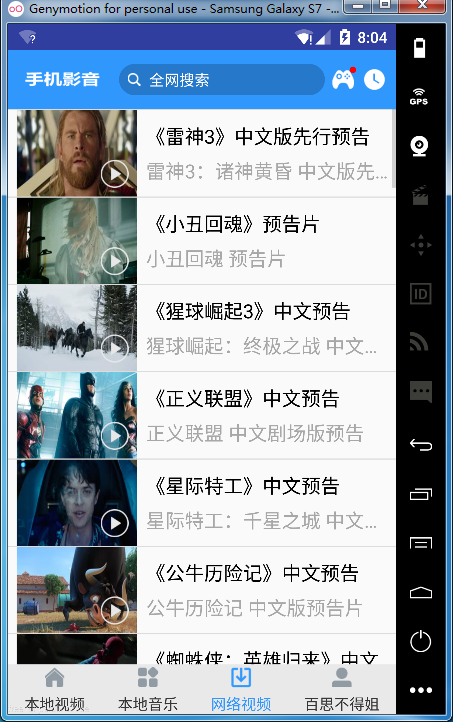 Genymotion for personal use - Samsung Galaxy S7 -...
8:04
手机影音
全网搜索
GPS
《雷神3》中文版先行预告
雷神3：诸神黄昏 中文版先...
《小丑回魂》预告片
小丑回魂 预告片
ID
《猩球崛起3》中文预告
猩球崛起：终极之战 中文...
《正义联盟》中文预告
正义联盟 中文剧场版预告
《星际特工》中文预告
星际特工：千星之城 中文...
《公牛历险记》中文预告
公牛历险记 中文版预告片
《蜘蛛侠：英雄归来》中文
本地视频
本地音乐
网络视频
百思不得姐